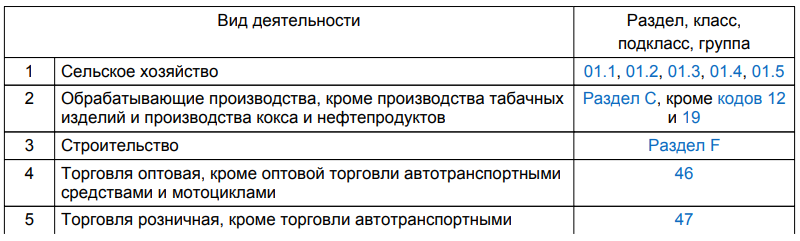 Вид деятельности
Раздел, класс,
подкласс, группа
1 Сельское хозяйство 01.1, 01.2, 01.3, 01.4, 01.5
2 Обрабатывающие производства, кроме производства табачных Раздел C, кроме кодов 12
изделий и производства кокса и нефтепродуктов и 19
3 Строительство Раздел F
4 Торговля оптовая, кроме оптовой торговли автотранспортными 46
средствами и мотоциклами
5 Торговля розничная, кроме торговли автотранспортными 47